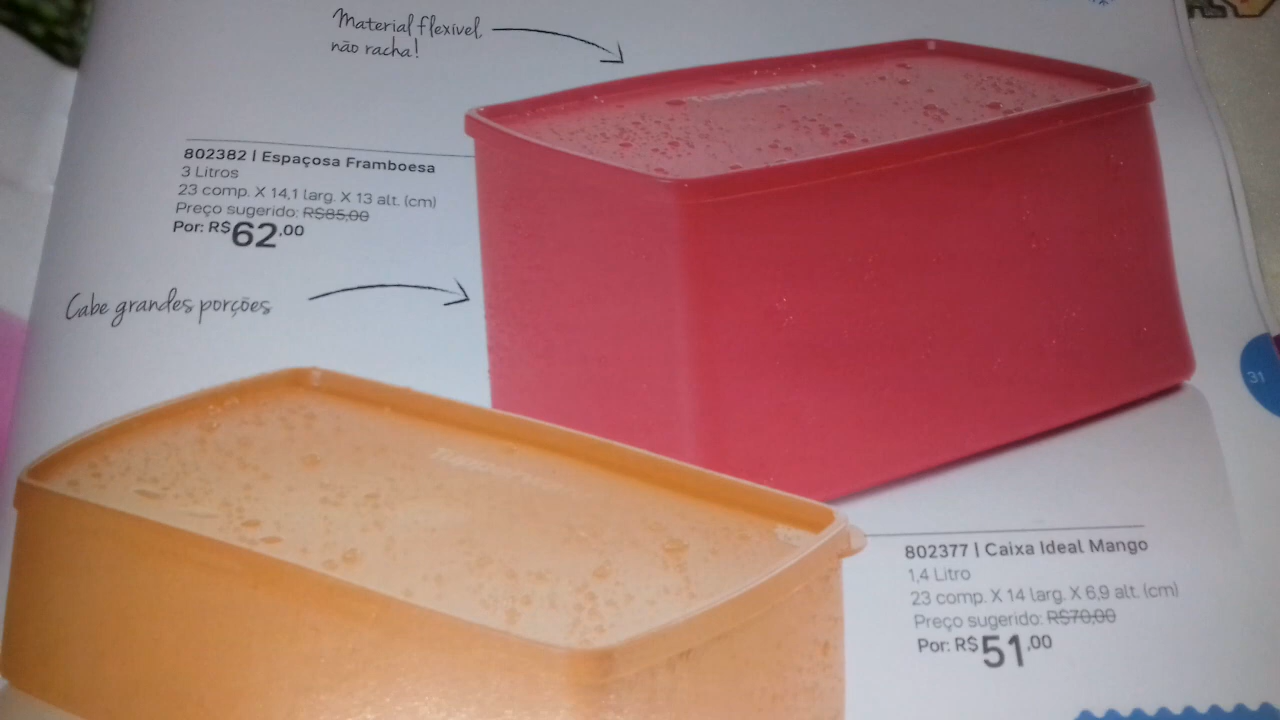 Material flexível,
não racha!
802382 | Espaçosa Framboesa
3 Litros
23 comp. X 14,1 larg. X 13 alt. (cm)
Preço sugerido: R$85,00
Por: R$62,00
Cabe grandes porções
31
802377 | Caixa Ideal Mango
1,4 Litro
23 comp. X 14 larg. X 6,9 alt. (cm)
Preço sugerido: R$70,00
Por: R$51,00